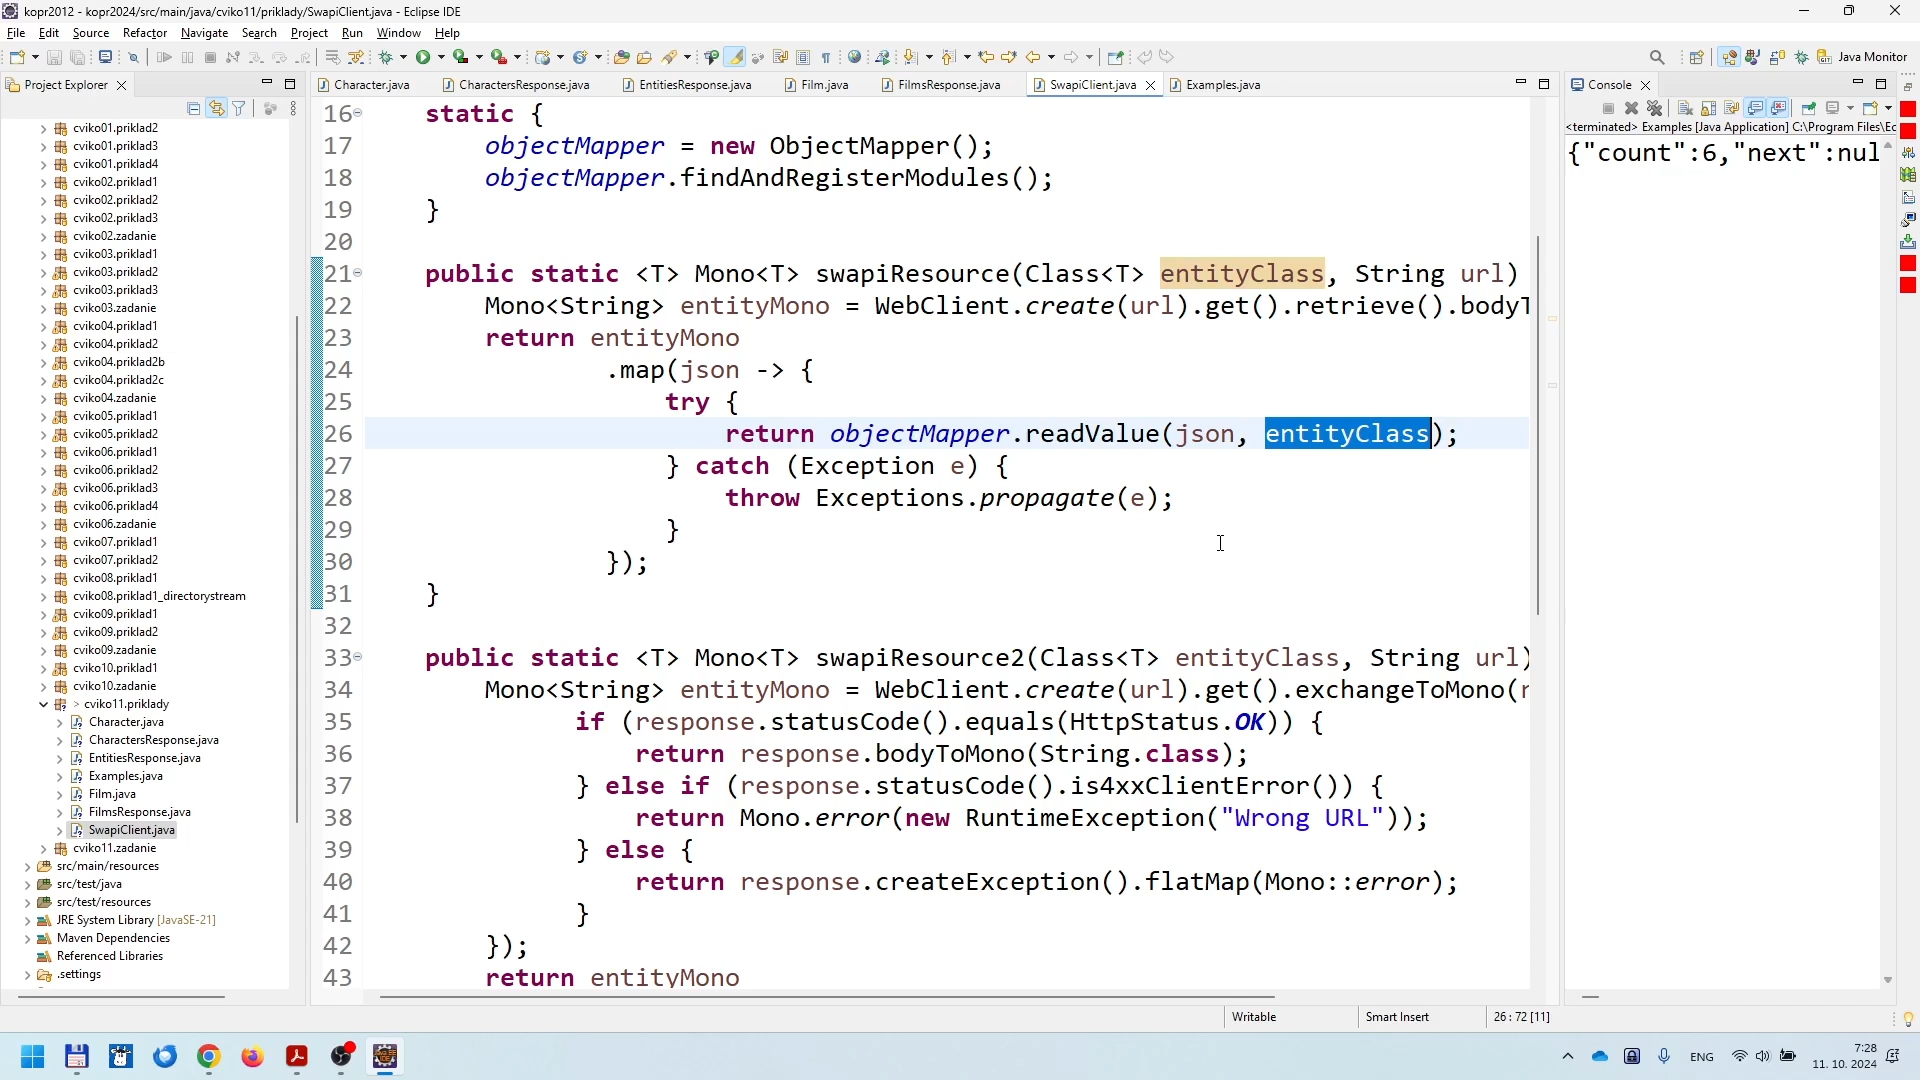 kopr2012 - kopr2024/src/main/java/cviko11/priklady/SwapiClient.java - Eclipse IDE
File Edit Source Refactor Navigate Search Project Run Window Help
Java Monitor
Project Explorer
Character.java CharactersResponse.java EntitiesResponse.java Film.java FilmsResponse.java SwapiClient.java Examples.java
Console
cviko01.priklad2
cviko01.priklad3
cviko01.priklad4
cviko02.priklad1
cviko02.priklad2
cviko02.priklad3
cviko02.zadanie
cviko03.priklad1
cviko03.priklad2
cviko03.priklad3
cviko03.zadanie
cviko04.priklad1
cviko04.priklad2
cviko04.priklad2b
cviko04.priklad2c
cviko04.zadanie
cviko05.priklad1
cviko05.priklad2
cviko06.priklad1
cviko06.priklad2
cviko06.priklad3
cviko06.priklad4
cviko06.zadanie
cviko07.priklad1
cviko07.priklad2
cviko08.priklad1
cviko08.priklad1_directorystream
cviko09.priklad1
cviko09.priklad2
cviko09.zadanie
cviko10.priklad1
cviko10.zadanie
> cviko11.priklady
Character.java
CharactersResponse.java
EntitiesResponse.java
Examples.java
Film.java
FilmsResponse.java
SwapiClient.java
cviko11.zadanie
src/main/resources
src/test/java
src/test/resources
JRE System Library [JavaSE-21]
Maven Dependencies
Referenced Libraries
.settings
16 static {
17 objectMapper = new ObjectMapper();
18 objectMapper.findAndRegisterModules();
19 }
20
21 public static <T> Mono<T> swapiResource(Class<T> entityClass, String url)
22 Mono<String> entityMono = WebClient.create(url).get().retrieve().bodyT
23 return entityMono
24 .map(json -> {
25 try {
26 return objectMapper.readValue(json, entityClass);
27 } catch (Exception e) {
28 throw Exceptions.propagate(e);
29 }
30 });
31 }
32
33 public static <T> Mono<T> swapiResource2(Class<T> entityClass, String url)
34 Mono<String> entityMono = WebClient.create(url).get().exchangeToMono(r
35 if (response.statusCode().equals(HttpStatus.OK)) {
36 return response.bodyToMono(String.class);
37 } else if (response.statusCode().is4xxClientError()) {
38 return Mono.error(new RuntimeException("Wrong URL"));
39 } else {
40 return response.createException().flatMap(Mono::error);
41 }
42 });
43 return entityMono
<terminated> Examples [Java Application] C:\Program Files\Ec
{"count":6,"next":nul
Writable Smart Insert 26 : 72 [11]
ENG
7:28
11. 10. 2024